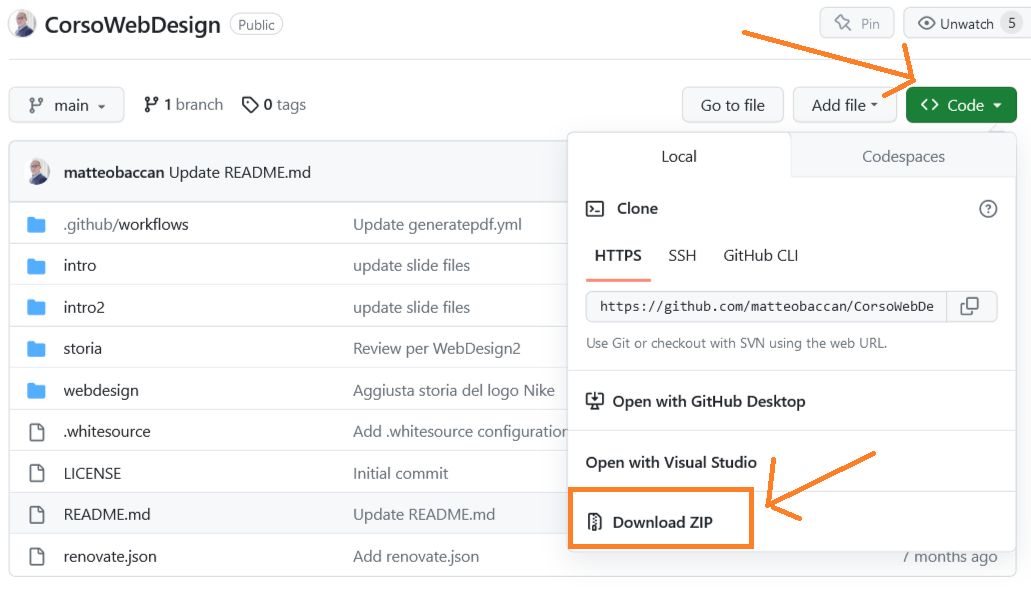 CorsoWebDesign Public Pin Unwatch 5
main 1 branch 0 tags Go to file Add file Code
matteobaccan Update README.md
.github/workflows Update generatepdf.yml
intro update slide files
intro2 update slide files
storia Review per WebDesign2
webdesign Aggiusta storia del logo Nike
.whitesource Add .whitesource configuration
LICENSE Initial commit
README.md Update README.md
renovate.json Add renovate.json 7 months ago
Local Codespaces
Clone
HTTPS SSH GitHub CLI
https://github.com/matteobaccan/CorsoWebDe
Use Git or checkout with SVN using the web URL.
Open with GitHub Desktop
Open with Visual Studio
Download ZIP